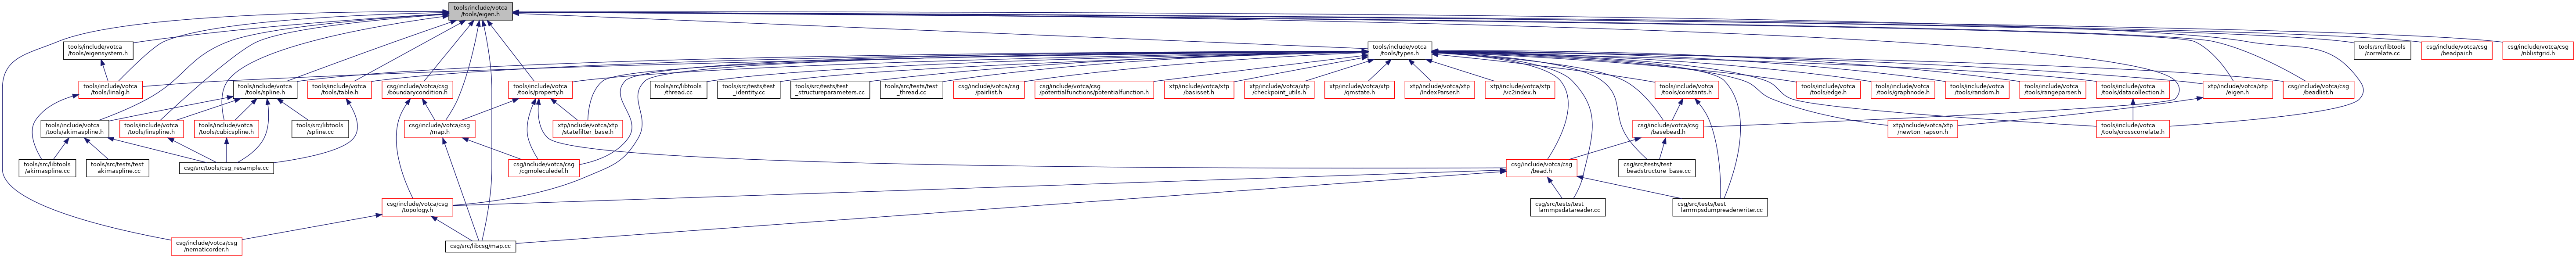 tools/include/votca
/tools/eigen.h
tools/include/votca
/tools/eigensystem.h
tools/include/votca
/tools/types.h
tools/src/libtools
/correlate.cc
csg/include/votca/csg
/beadpair.h
csg/include/votca/csg
/nblistgrid.h
tools/include/votca
/tools/linalg.h
tools/include/votca
/tools/spline.h
tools/include/votca
/tools/table.h
csg/include/votca/csg
/boundarycondition.h
tools/include/votca
/tools/property.h
tools/src/libtools
/thread.cc
tools/src/tests/test
_identity.cc
tools/src/tests/test
_structureparameters.cc
tools/src/tests/test
_thread.cc
csg/include/votca/csg
/pairlist.h
csg/include/votca/csg
/potentialfunctions/potentialfunction.h
xtp/include/votca/xtp
/basisset.h
xtp/include/votca/xtp
/checkpoint_utils.h
xtp/include/votca/xtp
/qmstate.h
xtp/include/votca/xtp
/IndexParser.h
xtp/include/votca/xtp
/vc2index.h
tools/include/votca
/tools/constants.h
tools/include/votca
/tools/edge.h
tools/include/votca
/tools/graphnode.h
tools/include/votca
/tools/random.h
tools/include/votca
/tools/rangeparser.h
tools/include/votca
/tools/datacollection.h
xtp/include/votca/xtp
/eigen.h
csg/include/votca/csg
/beadlist.h
tools/include/votca
/tools/akimaspline.h
tools/include/votca
/tools/linspline.h
tools/include/votca
/tools/cubicspline.h
tools/src/libtools
/spline.cc
csg/include/votca/csg
/map.h
xtp/include/votca/xtp
/statefilter_base.h
csg/include/votca/csg
/basebead.h
xtp/include/votca/xtp
/newton_rapson.h
tools/include/votca
/tools/crosscorrelate.h
tools/src/libtools
/akimaspline.cc
tools/src/tests/test
_akimaspline.cc
csg/src/tools/csg_resample.cc
csg/include/votca/csg
/cgmoleculedef.h
csg/include/votca/csg
/bead.h
csg/src/tests/test
_beadstructure_base.cc
csg/include/votca/csg
/topology.h
csg/src/tests/test
_lammpsdatareader.cc
csg/src/tests/test
_lammpsdumpreaderwriter.cc
csg/include/votca/csg
/nematicorder.h
csg/src/libcsg/map.cc